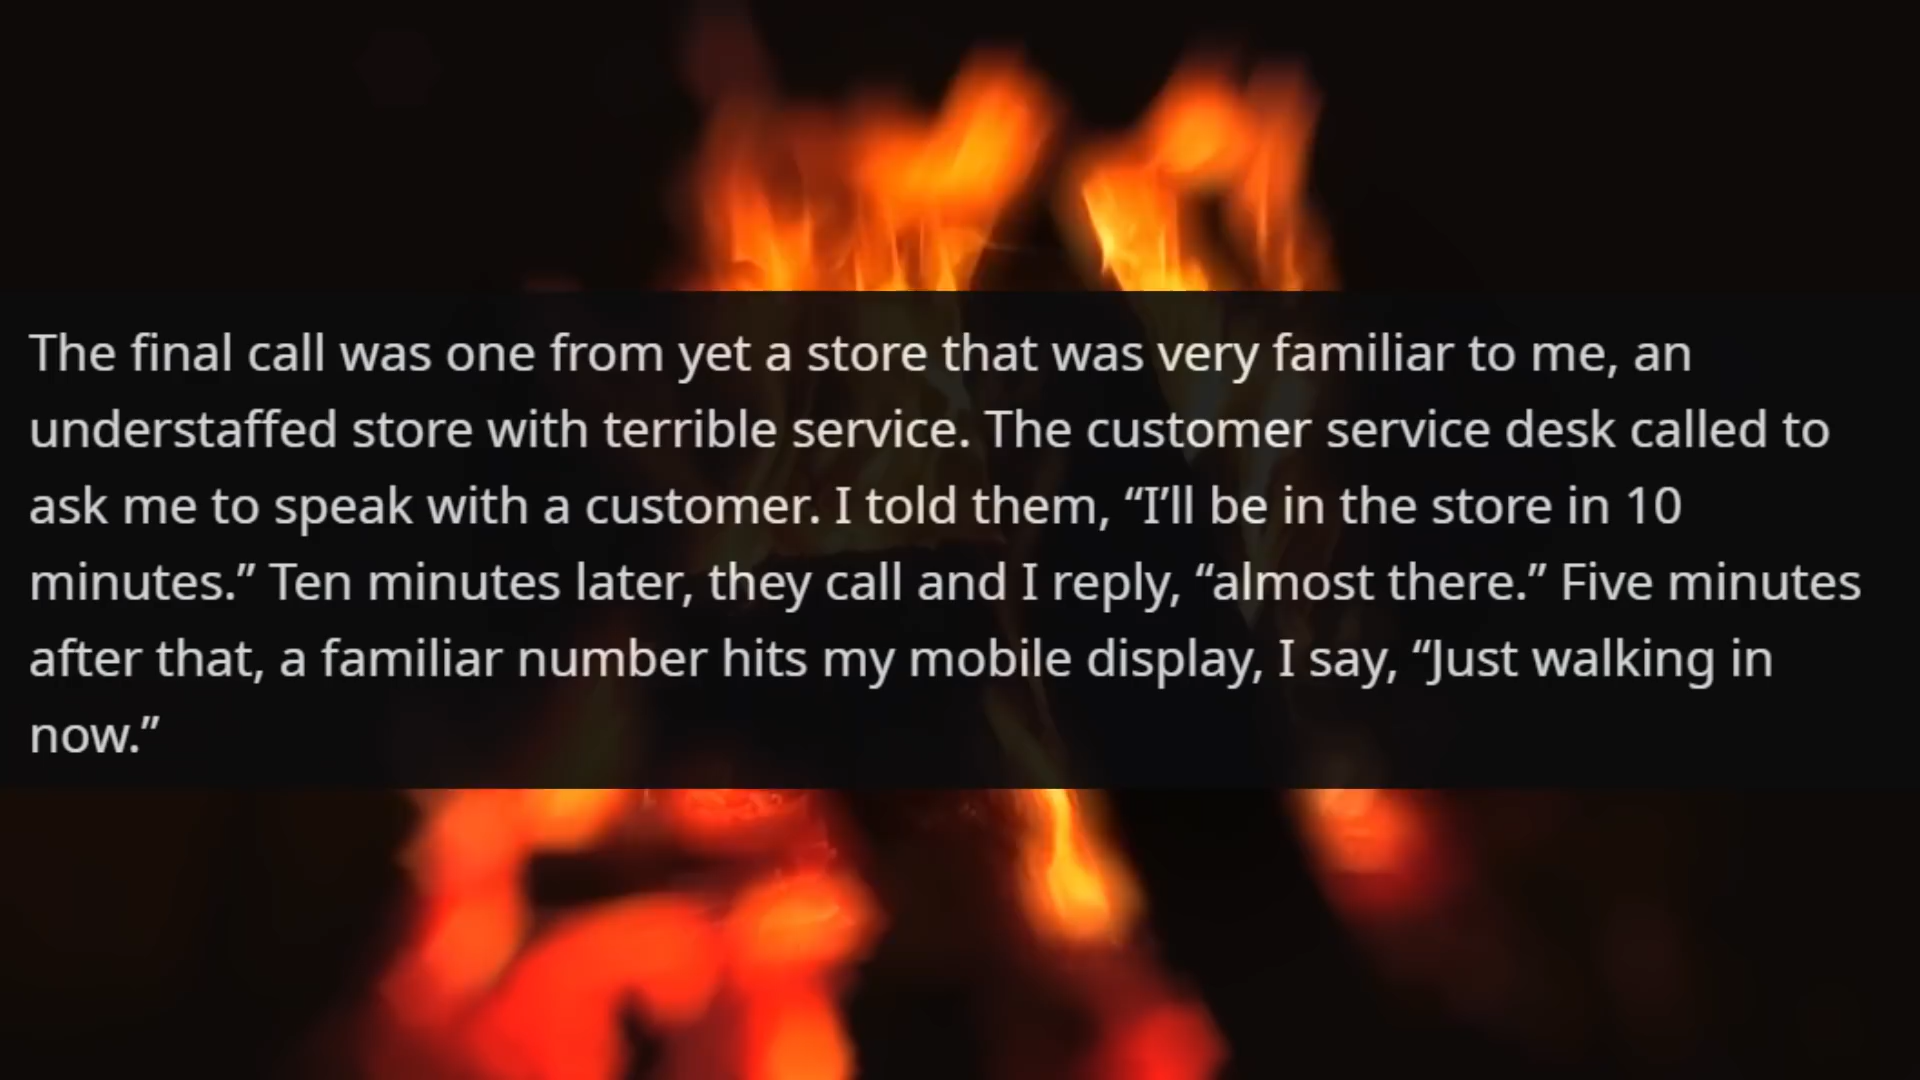 The final call was one from yet a store that was very familiar to me, an
understaffed store with terrible service. The customer service desk called to
ask me to speak with a customer. I told them, “I’ll be in the store in 10
minutes.” Ten minutes later, they call and I reply, “almost there.” Five minutes
after that, a familiar number hits my mobile display, I say, “Just walking in
now.”